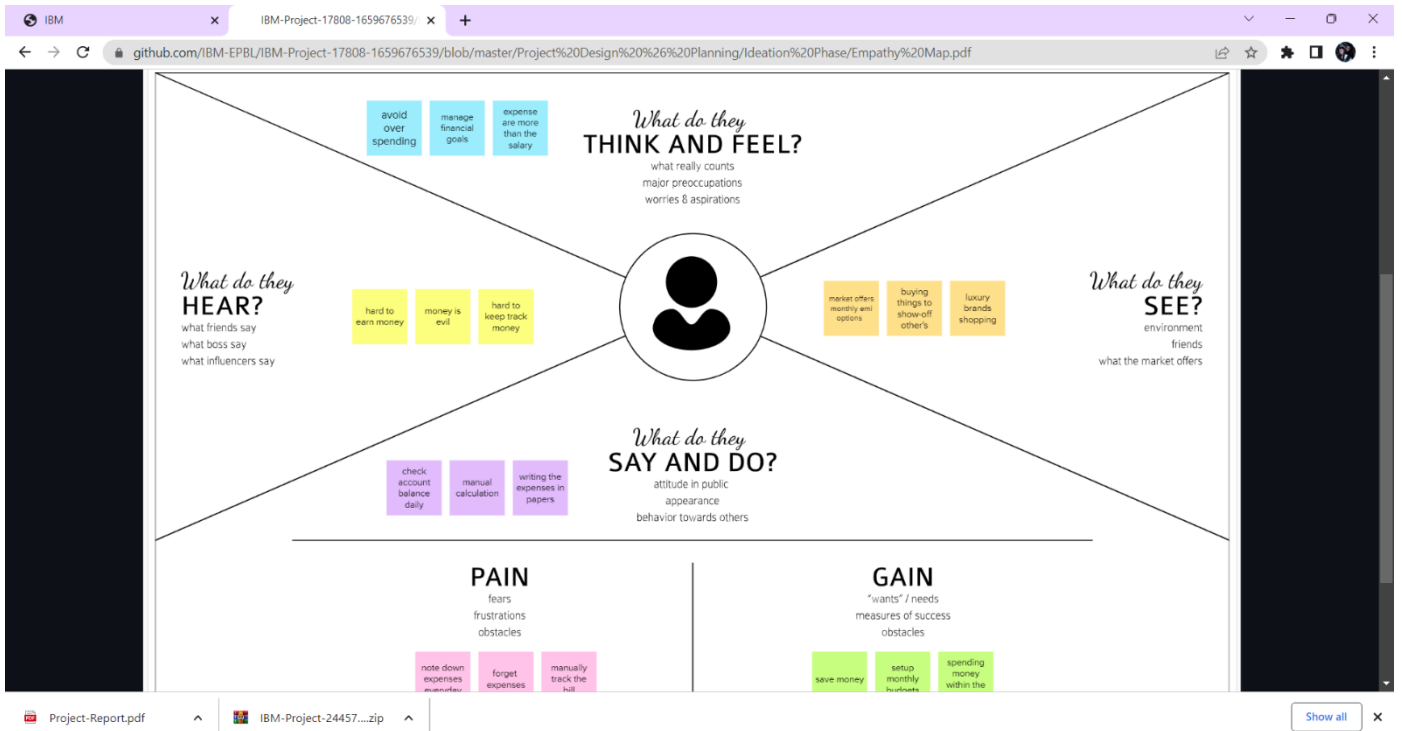 IBM
IBM-Project-17808-1659676539/
github.com/IBM-EPBL/IBM-Project-17808-1659676539/blob/master/Project%20Design%20%26%20Planning/Ideation%20Phase/Empathy%20Map.pdf
avoid
over
spending
manage
financial
goals
expense
are more
than the
salary
What do they
THINK AND FEEL?
what really counts
major preoccupations
worries & aspirations
What do they
HEAR?
what friends say
what boss say
what influencers say
hard to
earn money
money is
evil
hard to
keep track
money
market offers
monthly emi
options
buying
things to
show-off
other's
luxury
brands
shopping
What do they
SEE?
environment
friends
what the market offers
What do they
SAY AND DO?
attitude in public
appearance
behavior towards others
check
account
balance
daily
manual
calculation
writing the
expenses in
papers
PAIN
fears
frustrations
obstacles
note down
expenses
everyday
forget
expenses
manually
track the
bill
GAIN
"wants" / needs
measures of success
obstacles
save money
setup
monthly
budgets
spending
money
within the
Project-Report.pdf
IBM-Project-24457....zip
Show all